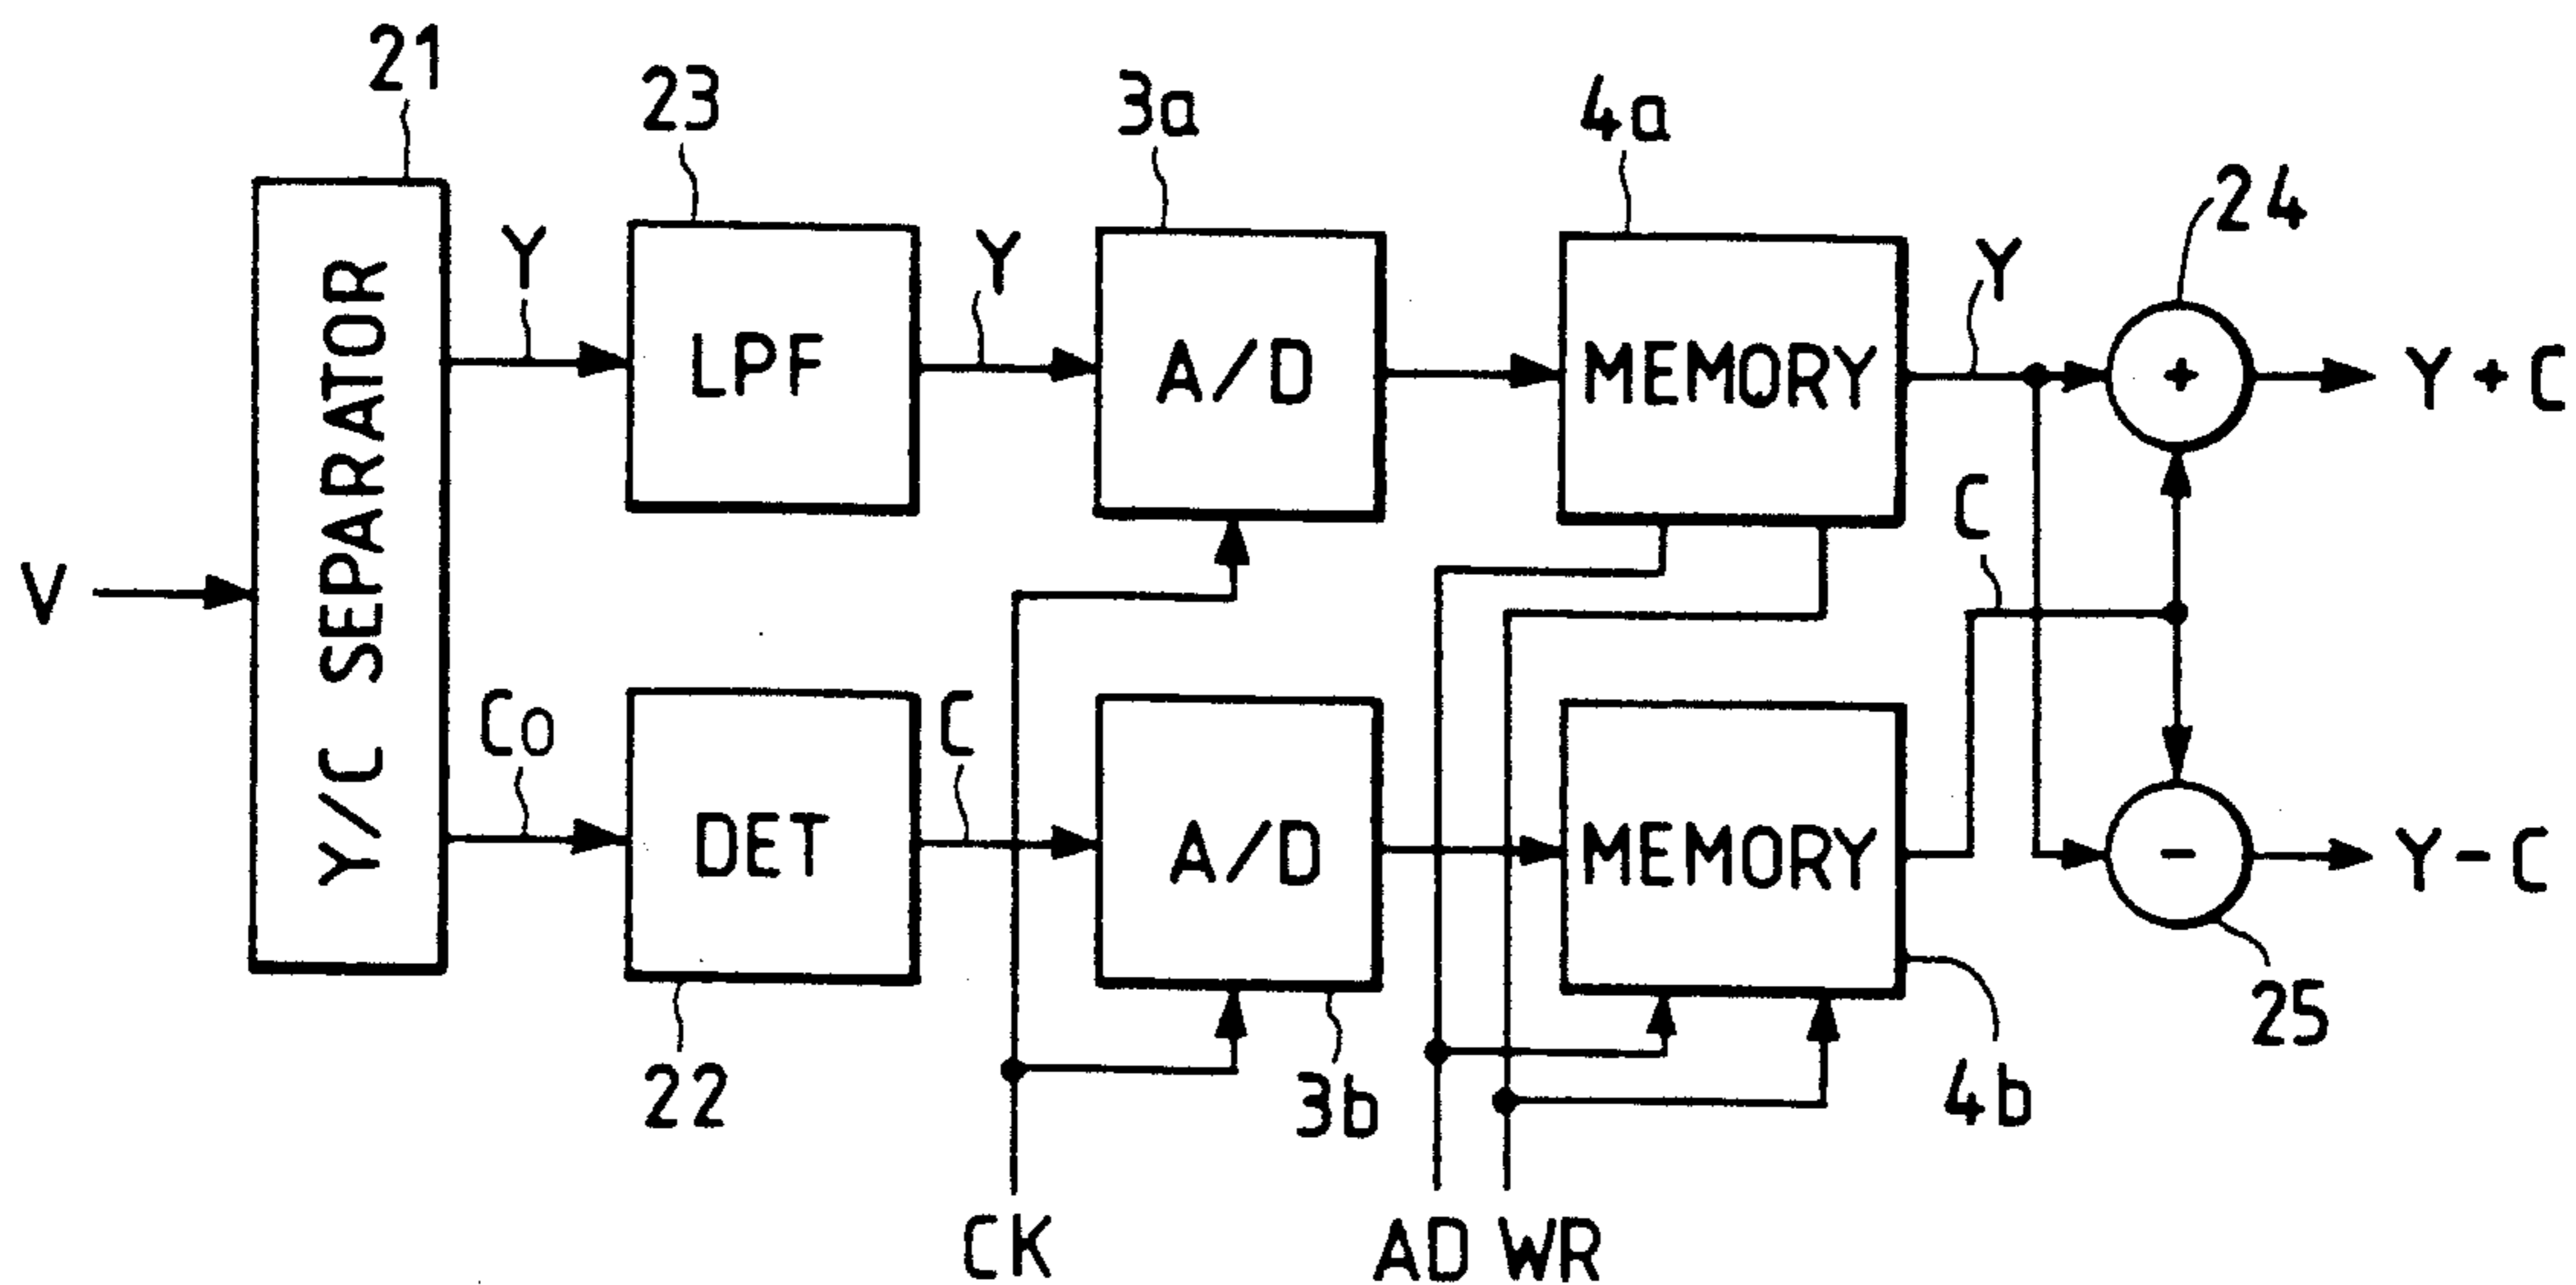 21
23
3a
4a
24
Y
Y
Y
Y/C SEPARATOR
LPF
A/D
MEMORY
+
Y + C
C
V
Co
C
DET
A/D
MEMORY
-
Y - C
22
3b
4b
25
CK
AD
WR